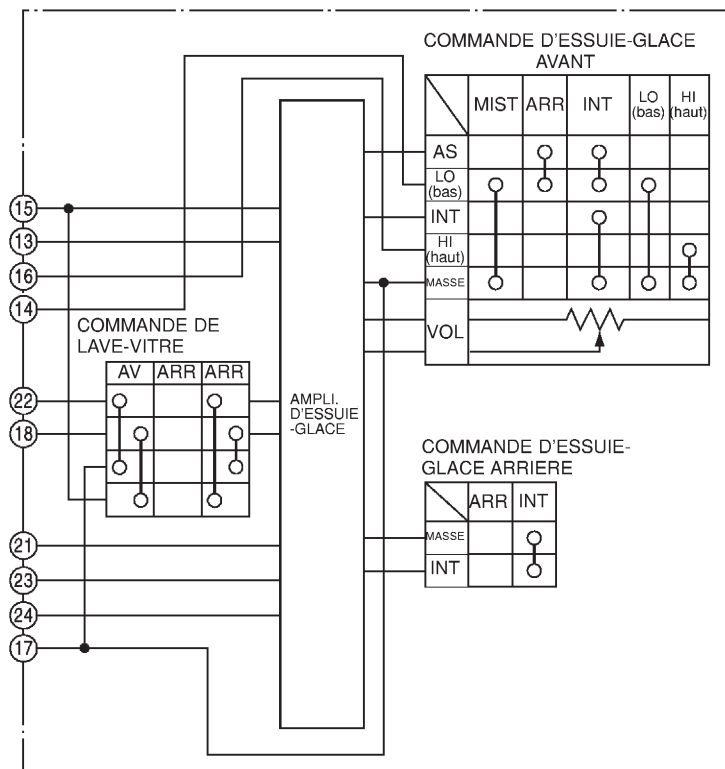 COMMANDE D'ESSUIE-GLACE
AVANT
MIST ARR INT LO (bas) HI (haut)
AS
LO
(bas)
INT
HI
(haut)
MASSE
VOL
15
13
16
14
COMMANDE DE
LAVE-VITRE
AV ARR ARR
22
18
AMPLI.
D'ESSUIE
-GLACE
COMMANDE D'ESSUIE-
GLACE ARRIERE
ARR INT
MASSE
INT
21
23
24
17